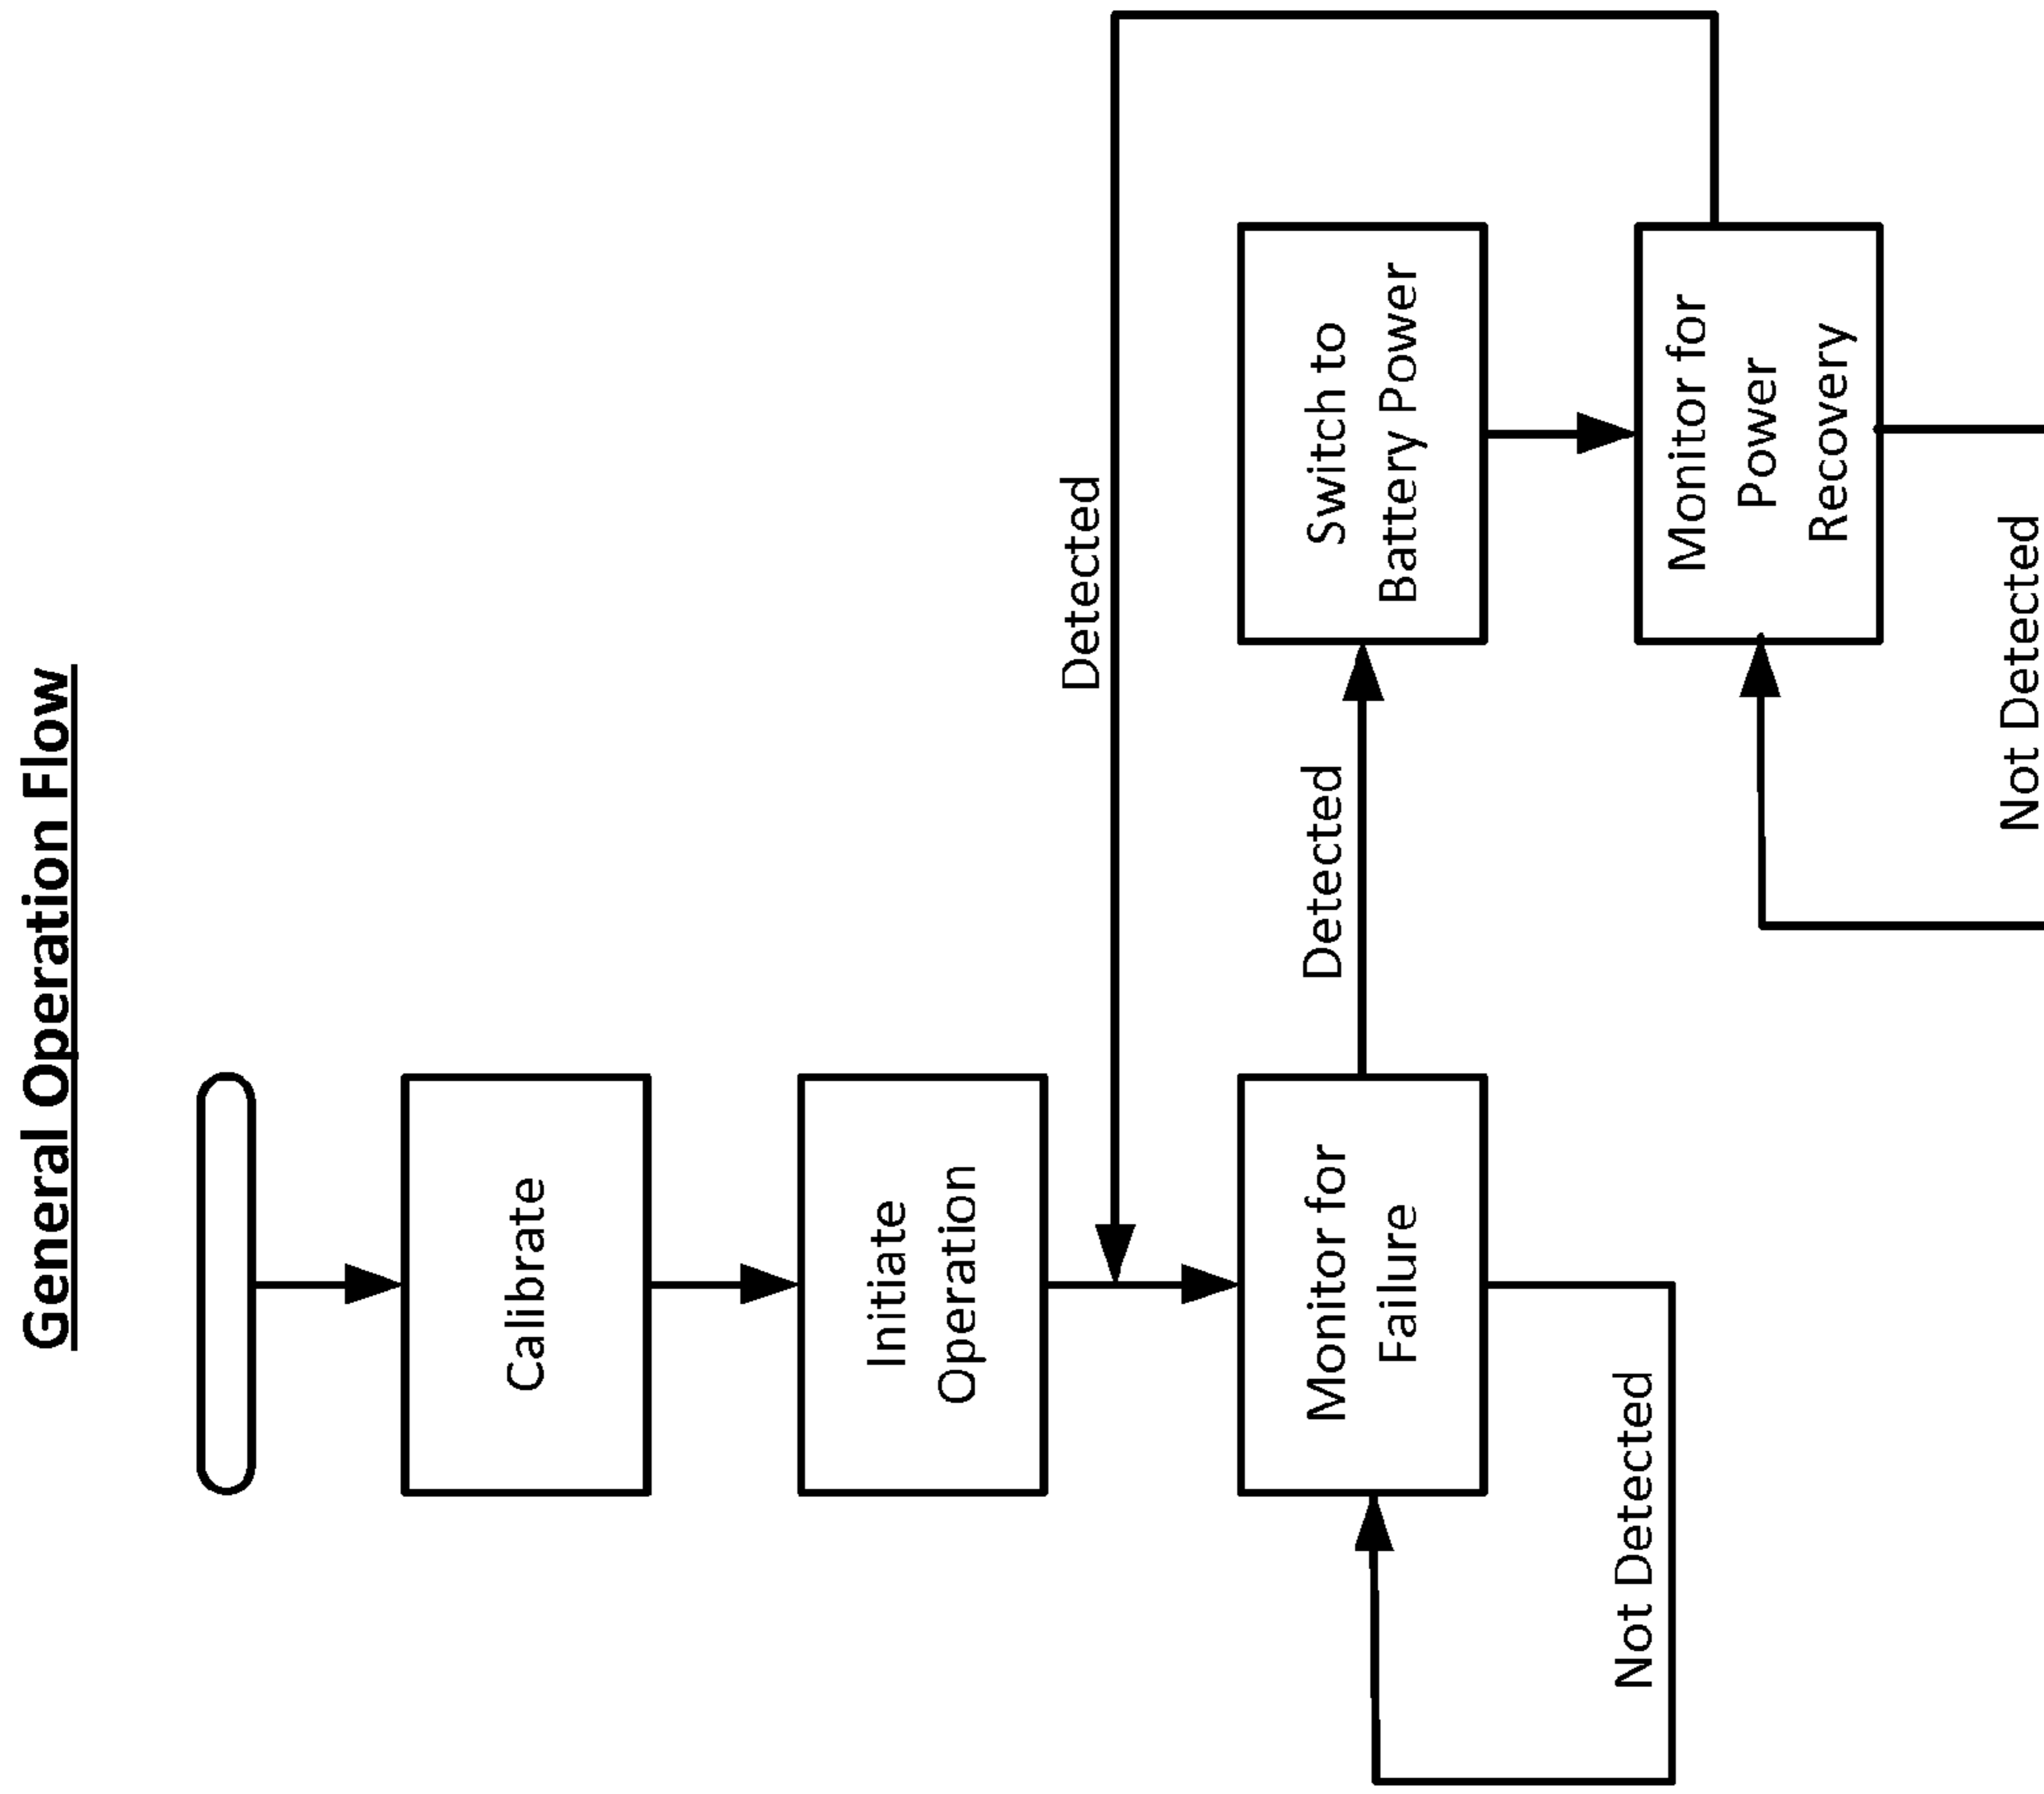 General Operation Flow
Calibrate
Initiate
Operation
Detected
Monitor for
Failure
Detected
Switch to
Battery Power
Not Detected
Monitor for
Power
Recovery
Not Detected